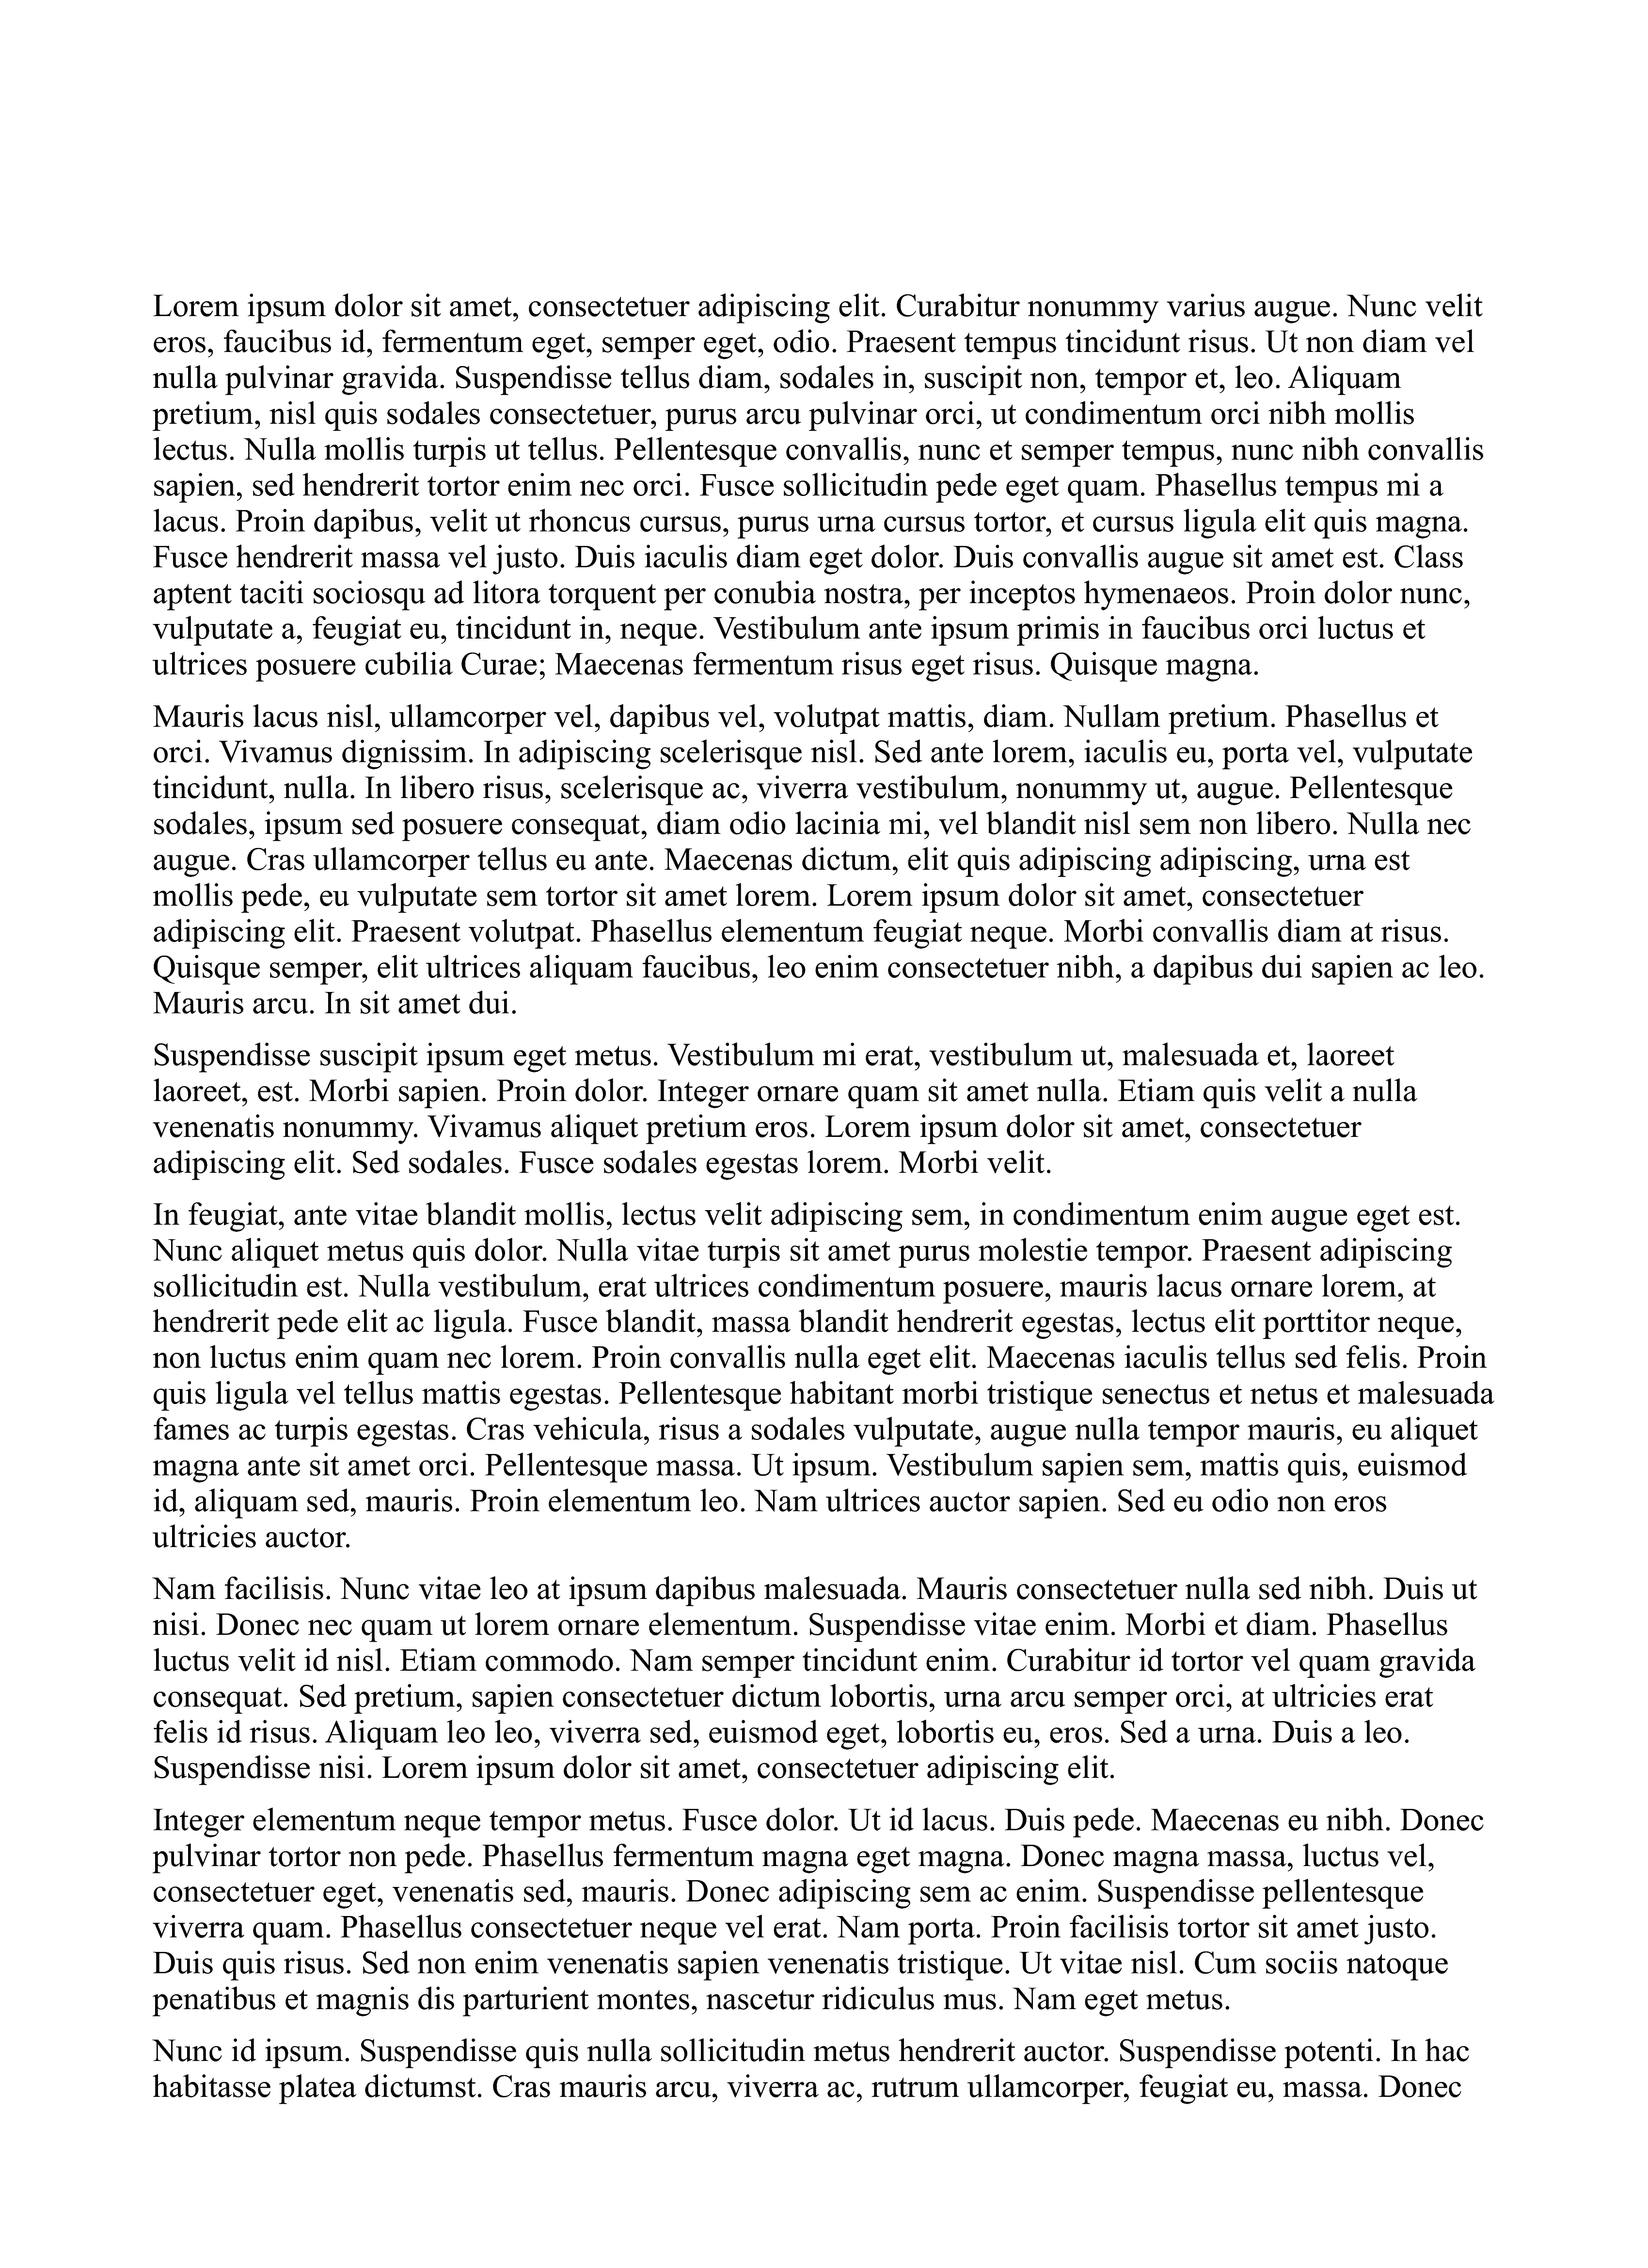 Lorem ipsum dolor sit amet, consectetuer adipiscing elit. Curabitur nonummy varius augue. Nunc velit
eros, faucibus id, fermentum eget, semper eget, odio. Praesent tempus tincidunt risus. Ut non diam vel
nulla pulvinar gravida. Suspendisse tellus diam, sodales in, suscipit non, tempor et, leo. Aliquam
pretium, nisl quis sodales consectetuer, purus arcu pulvinar orci, ut condimentum orci nibh mollis
lectus. Nulla mollis turpis ut tellus. Pellentesque convallis, nunc et semper tempus, nunc nibh convallis
sapien, sed hendrerit tortor enim nec orci. Fusce sollicitudin pede eget quam. Phasellus tempus mi a
lacus. Proin dapibus, velit ut rhoncus cursus, purus urna cursus tortor, et cursus ligula elit quis magna.
Fusce hendrerit massa vel justo. Duis iaculis diam eget dolor. Duis convallis augue sit amet est. Class
aptent taciti sociosqu ad litora torquent per conubia nostra, per inceptos hymenaeos. Proin dolor nunc,
vulputate a, feugiat eu, tincidunt in, neque. Vestibulum ante ipsum primis in faucibus orci luctus et
ultrices posuere cubilia Curae; Maecenas fermentum risus eget risus. Quisque magna.
Mauris lacus nisl, ullamcorper vel, dapibus vel, volutpat mattis, diam. Nullam pretium. Phasellus et
orci. Vivamus dignissim. In adipiscing scelerisque nisl. Sed ante lorem, iaculis eu, porta vel, vulputate
tincidunt, nulla. In libero risus, scelerisque ac, viverra vestibulum, nonummy ut, augue. Pellentesque
sodales, ipsum sed posuere consequat, diam odio lacinia mi, vel blandit nisl sem non libero. Nulla nec
augue. Cras ullamcorper tellus eu ante. Maecenas dictum, elit quis adipiscing adipiscing, urna est
mollis pede, eu vulputate sem tortor sit amet lorem. Lorem ipsum dolor sit amet, consectetuer
adipiscing elit. Praesent volutpat. Phasellus elementum feugiat neque. Morbi convallis diam at risus.
Quisque semper, elit ultrices aliquam faucibus, leo enim consectetuer nibh, a dapibus dui sapien ac leo.
Mauris arcu. In sit amet dui.
Suspendisse suscipit ipsum eget metus. Vestibulum mi erat, vestibulum ut, malesuada et, laoreet
laoreet, est. Morbi sapien. Proin dolor. Integer ornare quam sit amet nulla. Etiam quis velit a nulla
venenatis nonummy. Vivamus aliquet pretium eros. Lorem ipsum dolor sit amet, consectetuer
adipiscing elit. Sed sodales. Fusce sodales egestas lorem. Morbi velit.
In feugiat, ante vitae blandit mollis, lectus velit adipiscing sem, in condimentum enim augue eget est.
Nunc aliquet metus quis dolor. Nulla vitae turpis sit amet purus molestie tempor. Praesent adipiscing
sollicitudin est. Nulla vestibulum, erat ultrices condimentum posuere, mauris lacus ornare lorem, at
hendrerit pede elit ac ligula. Fusce blandit, massa blandit hendrerit egestas, lectus elit porttitor neque,
non luctus enim quam nec lorem. Proin convallis nulla eget elit. Maecenas iaculis tellus sed felis. Proin
quis ligula vel tellus mattis egestas. Pellentesque habitant morbi tristique senectus et netus et malesuada
fames ac turpis egestas. Cras vehicula, risus a sodales vulputate, augue nulla tempor mauris, eu aliquet
magna ante sit amet orci. Pellentesque massa. Ut ipsum. Vestibulum sapien sem, mattis quis, euismod
id, aliquam sed, mauris. Proin elementum leo. Nam ultrices auctor sapien. Sed eu odio non eros
ultricies auctor.
Nam facilisis. Nunc vitae leo at ipsum dapibus malesuada. Mauris consectetuer nulla sed nibh. Duis ut
nisi. Donec nec quam ut lorem ornare elementum. Suspendisse vitae enim. Morbi et diam. Phasellus
luctus velit id nisl. Etiam commodo. Nam semper tincidunt enim. Curabitur id tortor vel quam gravida
consequat. Sed pretium, sapien consectetuer dictum lobortis, urna arcu semper orci, at ultricies erat
felis id risus. Aliquam leo leo, viverra sed, euismod eget, lobortis eu, eros. Sed a urna. Duis a leo.
Suspendisse nisi. Lorem ipsum dolor sit amet, consectetuer adipiscing elit.
Integer elementum neque tempor metus. Fusce dolor. Ut id lacus. Duis pede. Maecenas eu nibh. Donec
pulvinar tortor non pede. Phasellus fermentum magna eget magna. Donec magna massa, luctus vel,
consectetuer eget, venenatis sed, mauris. Donec adipiscing sem ac enim. Suspendisse pellentesque
viverra quam. Phasellus consectetuer neque vel erat. Nam porta. Proin facilisis tortor sit amet justo.
Duis quis risus. Sed non enim venenatis sapien venenatis tristique. Ut vitae nisl. Cum sociis natoque
penatibus et magnis dis parturient montes, nascetur ridiculus mus. Nam eget metus.
Nunc id ipsum. Suspendisse quis nulla sollicitudin metus hendrerit auctor. Suspendisse potenti. In hac
habitasse platea dictumst. Cras mauris arcu, viverra ac, rutrum ullamcorper, feugiat eu, massa. Donec